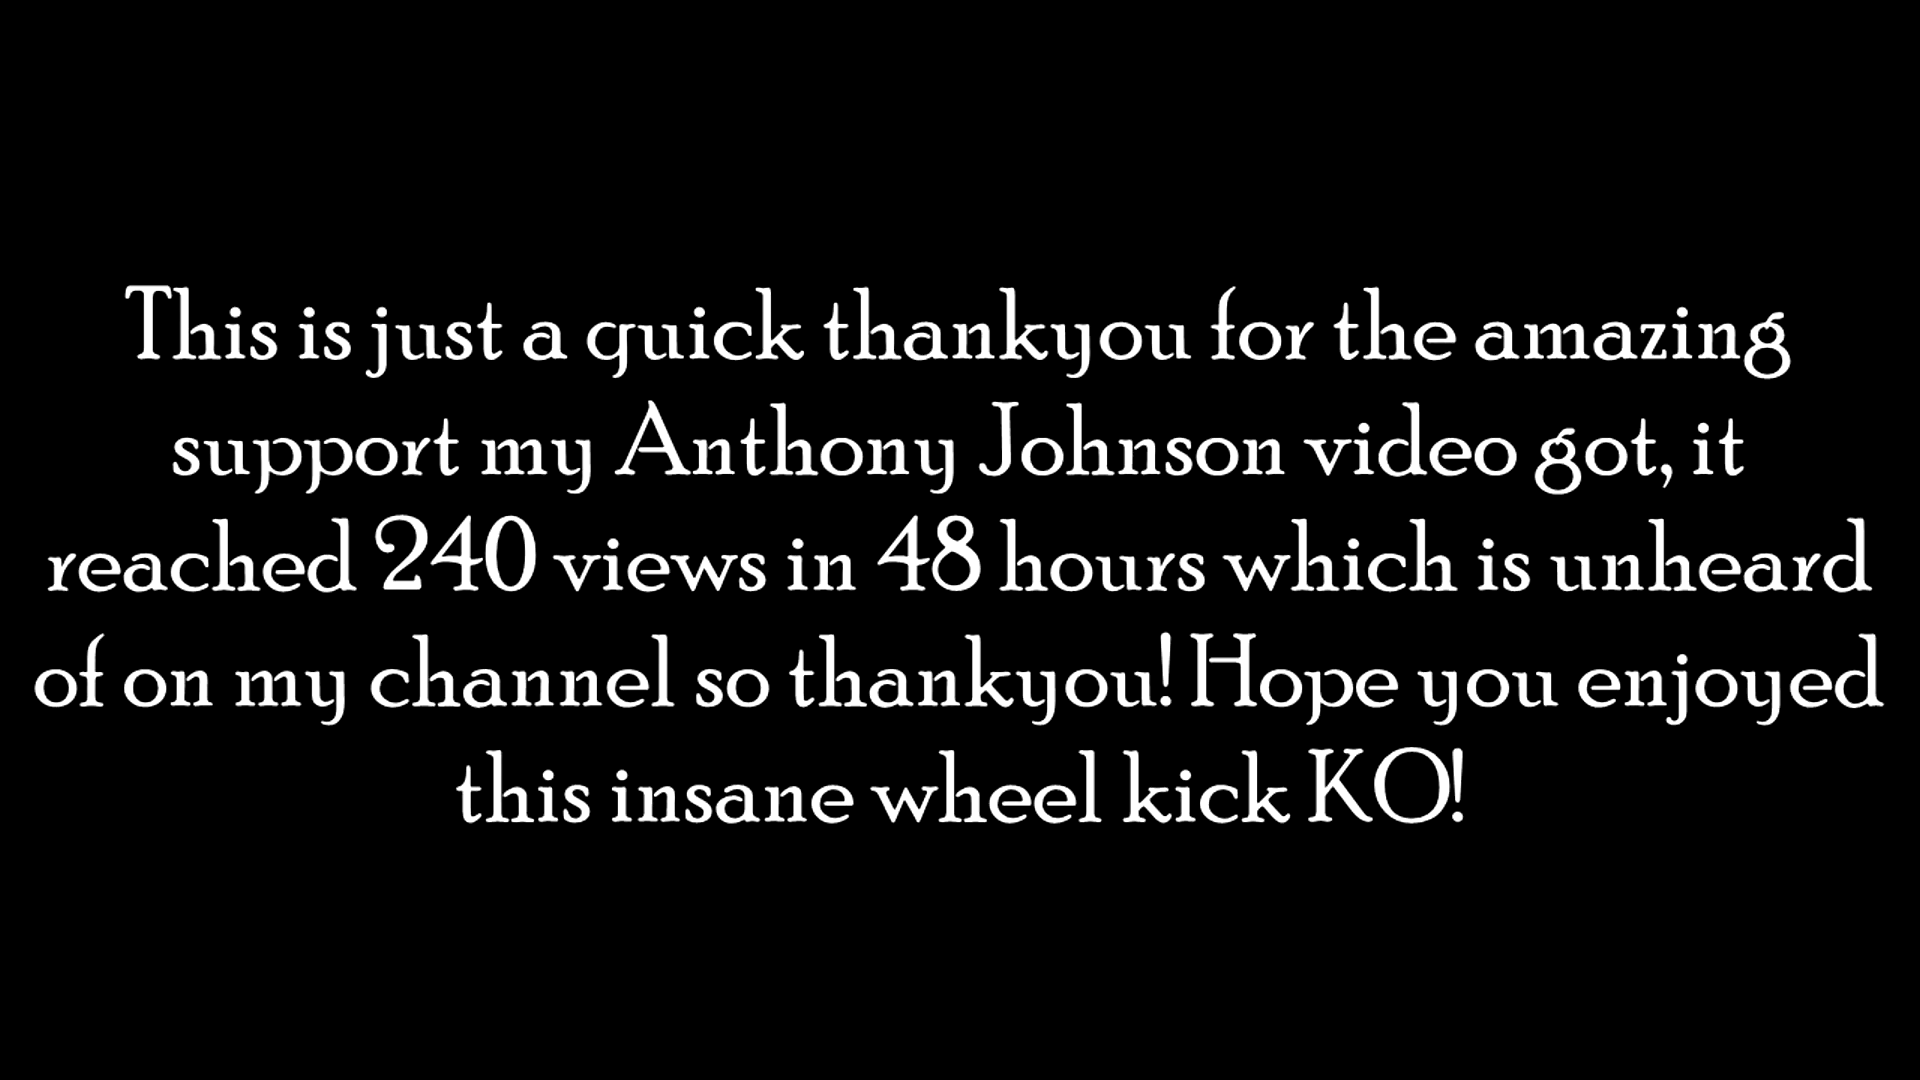 This is just a quick thankyou for the amazing
support my Anthony Johnson video got, it
reached 240 views in 48 hours which is unheard
of on my channel so thankyou! Hope you enjoyed
this insane wheel kick KO!